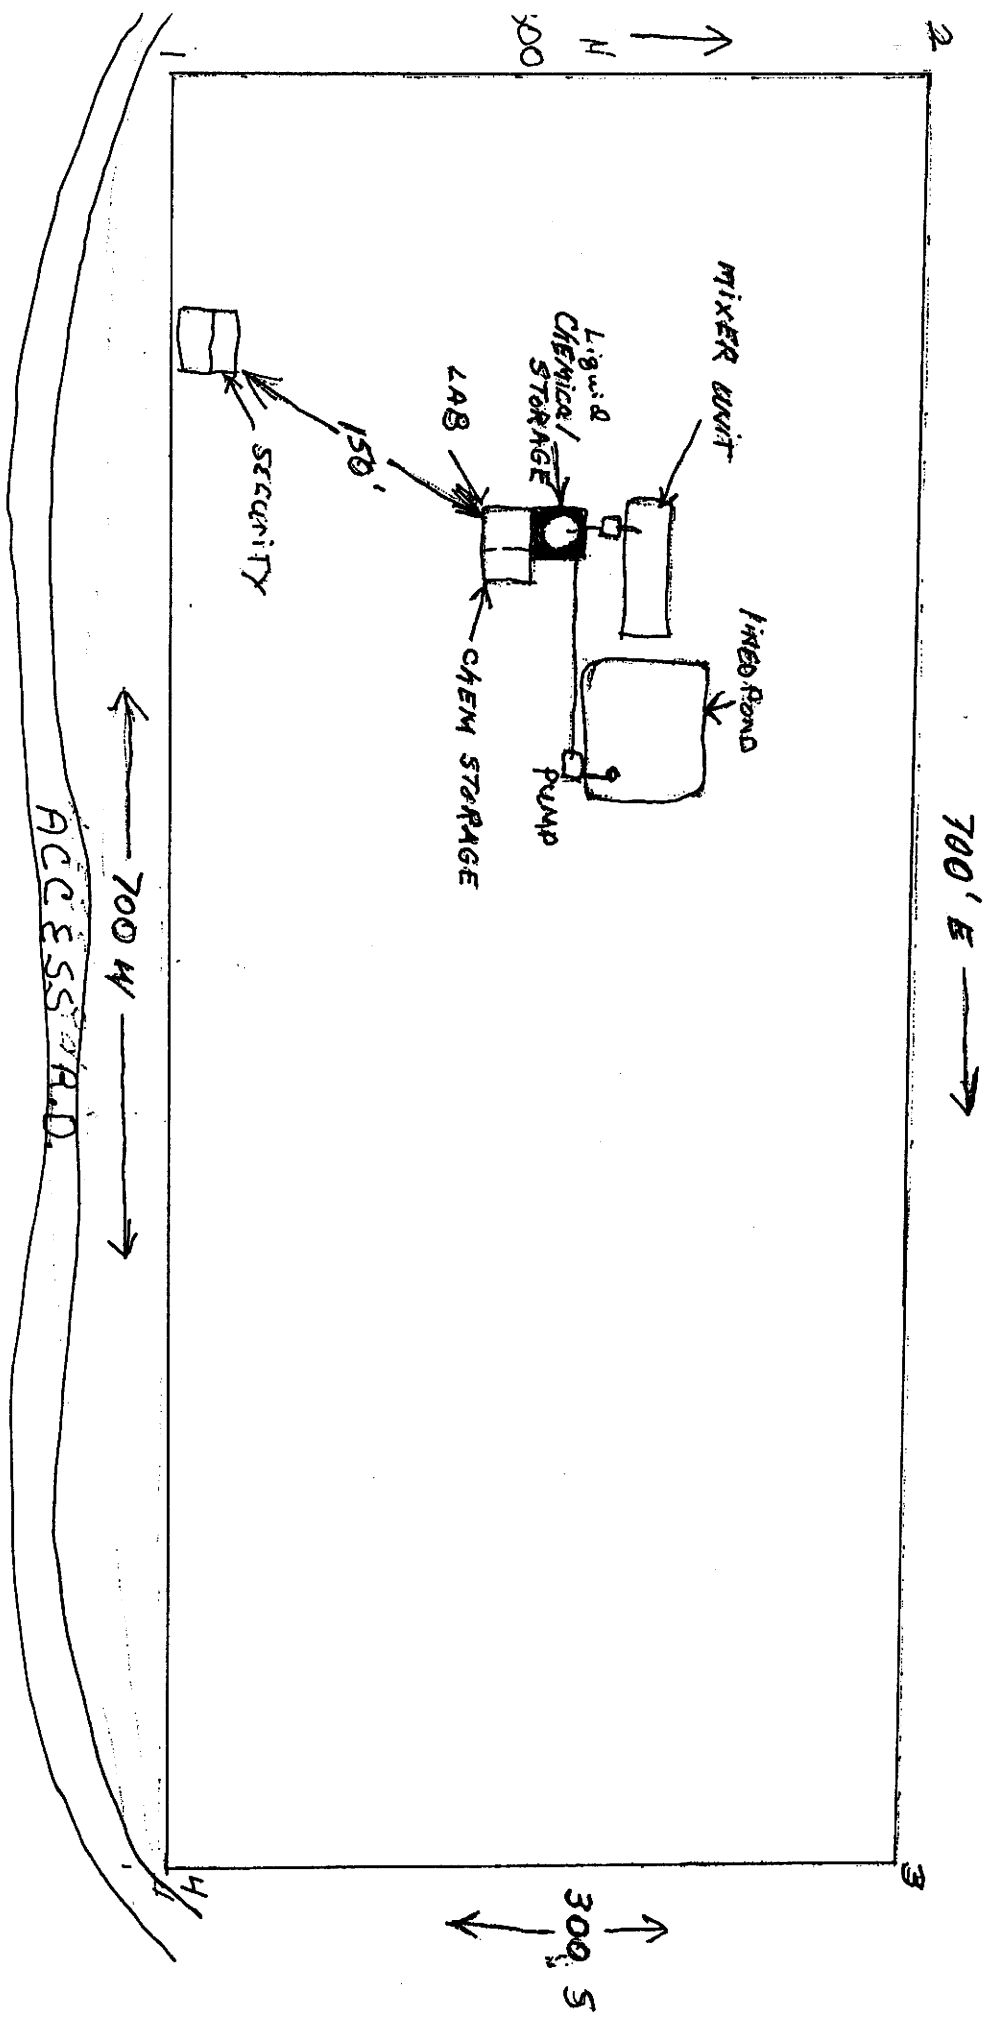 2
N
300
1
MIXER UNIT
Liquid
CHEMICAL
STORAGE
LAB
150'
SECURITY
LINED POND
PUMP
CHEM STORAGE
700' E
700 W
ACCESS RD.
3
4
300 S